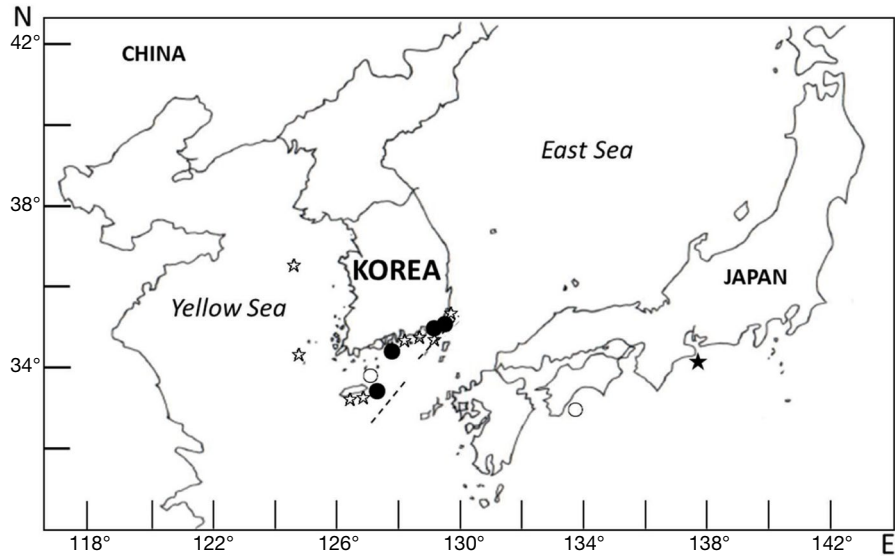 N
42°
CHINA
East Sea
38°
KOREA
JAPAN
Yellow Sea
34°
118° 122° 126° 130° 134° 138° 142° E